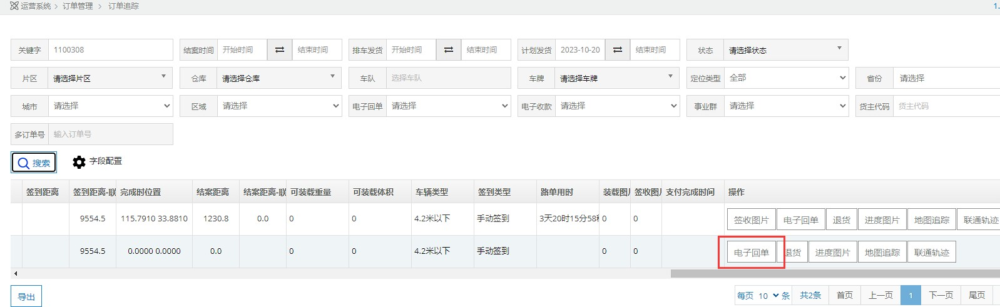 运营系统 > 订单管理 > 订单追踪
1.
关键字 1100308 结案时间 开始时间 结束时间 排车发货 开始时间 结束时间 计划发货 2023-10-20 结束时间 状态 请选择状态
片区 请选择片区 仓库 请选择仓库 车队 选择车队 车牌 请选择车牌 定位类型 全部 省份 请选择
城市 请选择 区域 请选择 电子回单 请选择 电子收款 请选择 事业群 请选择 货主代码 货主代码
多订单号 输入订单号
搜索 字段配置
签到距离 签到距离-联 完成时位置 结案距离 结案距离-联 可装载重量 可装载体积 车辆类型 签到类型 路单用时 装载图片 签收图片 支付完成时间 操作
9554.5 115.7910 33.8810 1230.8 0.0 0 0 4.2米以下 手动签到 3天20时15分58秒 0 0 签收图片 电子回单 退货 进度图片 地图追踪 联通轨迹
9554.5 0.0000 0.0000 0.0 0 0 4.2米以下 手动签到 0 0 电子回单 退货 进度图片 地图追踪 联通轨迹
导出 每页 10 条 共2条 首页 上一页 1 下一页 尾页